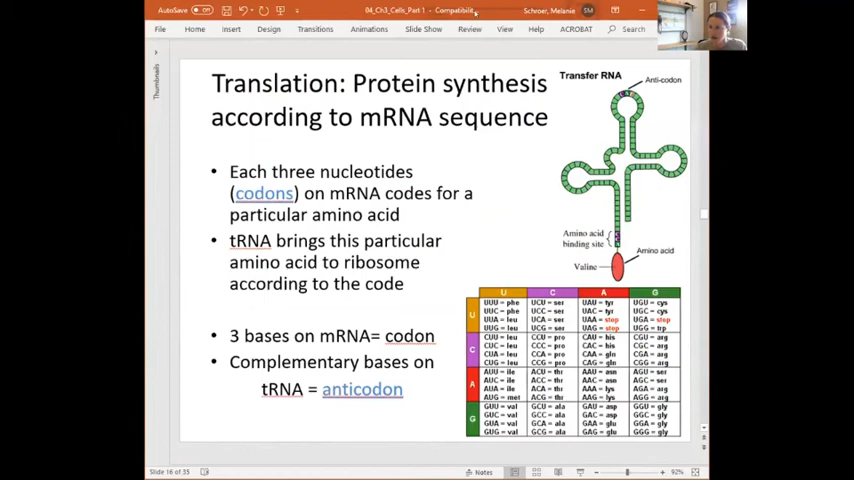 AutoSave Off 04_Ch3_Cells_Part 1 - Compatibilit... Schroer, Melanie SM
File Home Insert Design Transitions Animations Slide Show Review View Help ACROBAT Search
Thumbnails
Translation: Protein synthesis
according to mRNA sequence
• Each three nucleotides
(codons) on mRNA codes for a
particular amino acid
• tRNA brings this particular
amino acid to ribosome
according to the code
• 3 bases on mRNA= codon
• Complementary bases on
tRNA = anticodon
Transfer RNA
Anti-codon
Amino acid
binding site
Amino acid
Valine
U C A G
U
UUU = phe UCU = ser UAU = tyr UGU = cys
UUC = phe UCC = ser UAC = tyr UGC = cys
UUA = leu UCA = ser UAA = stop UGA = stop
UUG = leu UCG = ser UAG = stop UGG = trp
C
CUU = leu CCU = pro CAU = his CGU = arg
CUC = leu CCC = pro CAC = his CGC = arg
CUA = leu CCA = pro CAA = gln CGA = arg
CUG = leu CCG = pro CAG = gln CGG = arg
A
AUU = ile ACU = thr AAU = asn AGU = ser
AUC = ile ACC = thr AAC = asn AGC = ser
AUA = ile ACA = thr AAA = lys AGA = arg
AUG = met ACG = thr AAG = lys AGG = arg
G
GUU = val GCU = ala GAU = asp GGU = gly
GUC = val GCC = ala GAC = asp GGC = gly
GUA = val GCA = ala GAA = glu GGA = gly
GUG = val GCG = ala GAG = glu GGG = gly
Slide 16 of 35 Notes 92%